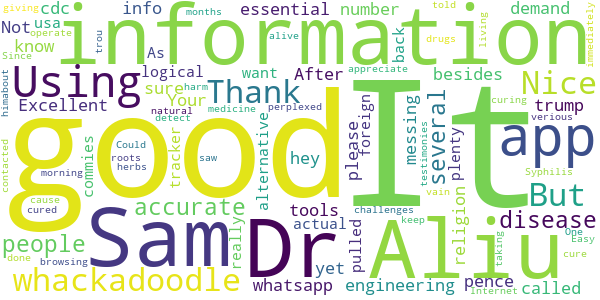 giving cdc info essential number demand
Since months told
usa information
Not know operate trou back alive drugs living immediately
As appreciate
Using logical Thank After want besides Nice
Excellent sure Your harm medicine perplexed
himabout natural detect
good It app
commies Could roots herbs saw tracker alternative hey please foreign messing several testimonies plenty trump verious
contacted morning Syphilis But
cured accurate tools vain religion disease
people cause Sam really Dr actual challenges Aliu
browsing yet pulled keep pence One Easy
done cure
whackadoodle whatsapp engineering internet taking called
curing